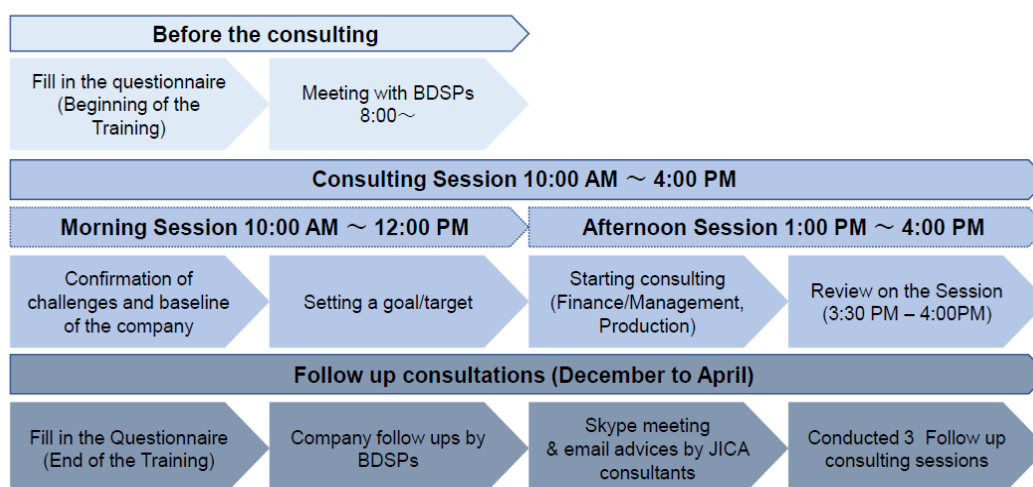 Before the consulting
Fill in the questionnaire
(Beginning of the
Training)
Meeting with BDSPs
8:00～
Consulting Session 10:00 AM ～ 4:00 PM
Morning Session 10:00 AM ～ 12:00 PM
Afternoon Session 1:00 PM ～ 4:00 PM
Confirmation of
challenges and baseline
of the company
Setting a goal/target
Starting consulting
(Finance/Management,
Production)
Review on the Session
(3:30 PM – 4:00PM)
Follow up consultations (December to April)
Fill in the Questionnaire
(End of the Training)
Company follow ups by
BDSPs
Skype meeting
& email advices by JICA
consultants
Conducted 3 Follow up
consulting sessions